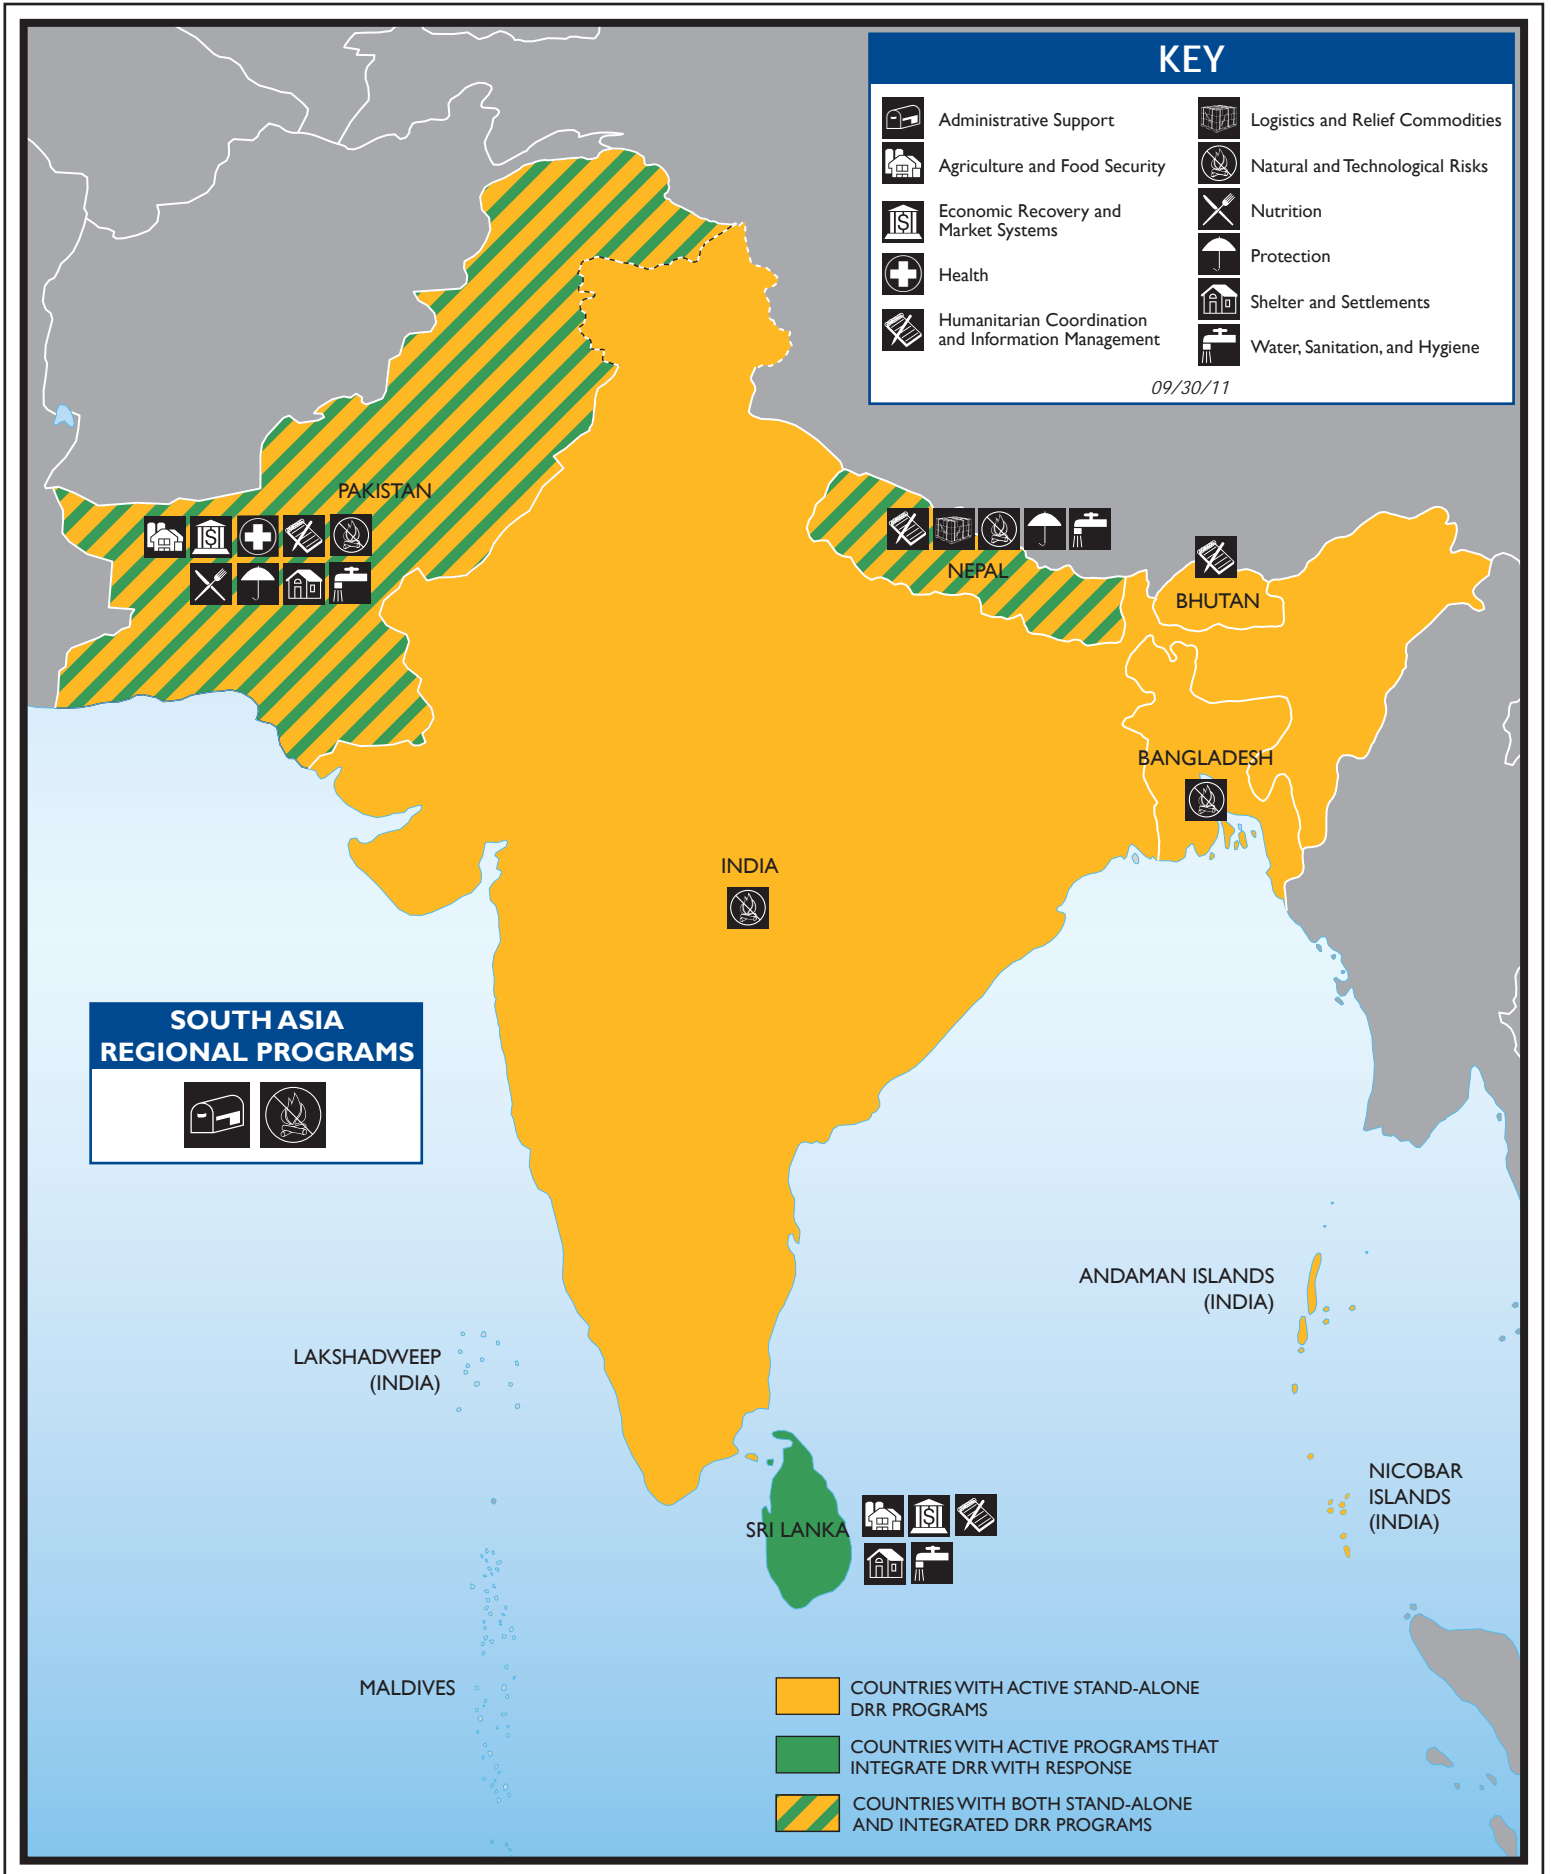 KEY
Administrative Support
Agriculture and Food Security
Economic Recovery and
Market Systems
Health
Humanitarian Coordination
and Information Management
Logistics and Relief Commodities
Natural and Technological Risks
Nutrition
Protection
Shelter and Settlements
Water, Sanitation, and Hygiene
09/30/11
PAKISTAN
NEPAL
BHUTAN
BANGLADESH
INDIA
SOUTH ASIA
REGIONAL PROGRAMS
ANDAMAN ISLANDS
(INDIA)
LAKSHADWEEP
(INDIA)
NICOBAR
ISLANDS
(INDIA)
SRI LANKA
MALDIVES
COUNTRIES WITH ACTIVE STAND-ALONE
DRR PROGRAMS
COUNTRIES WITH ACTIVE PROGRAMS THAT
INTEGRATE DRR WITH RESPONSE
COUNTRIES WITH BOTH STAND-ALONE
AND INTEGRATED DRR PROGRAMS